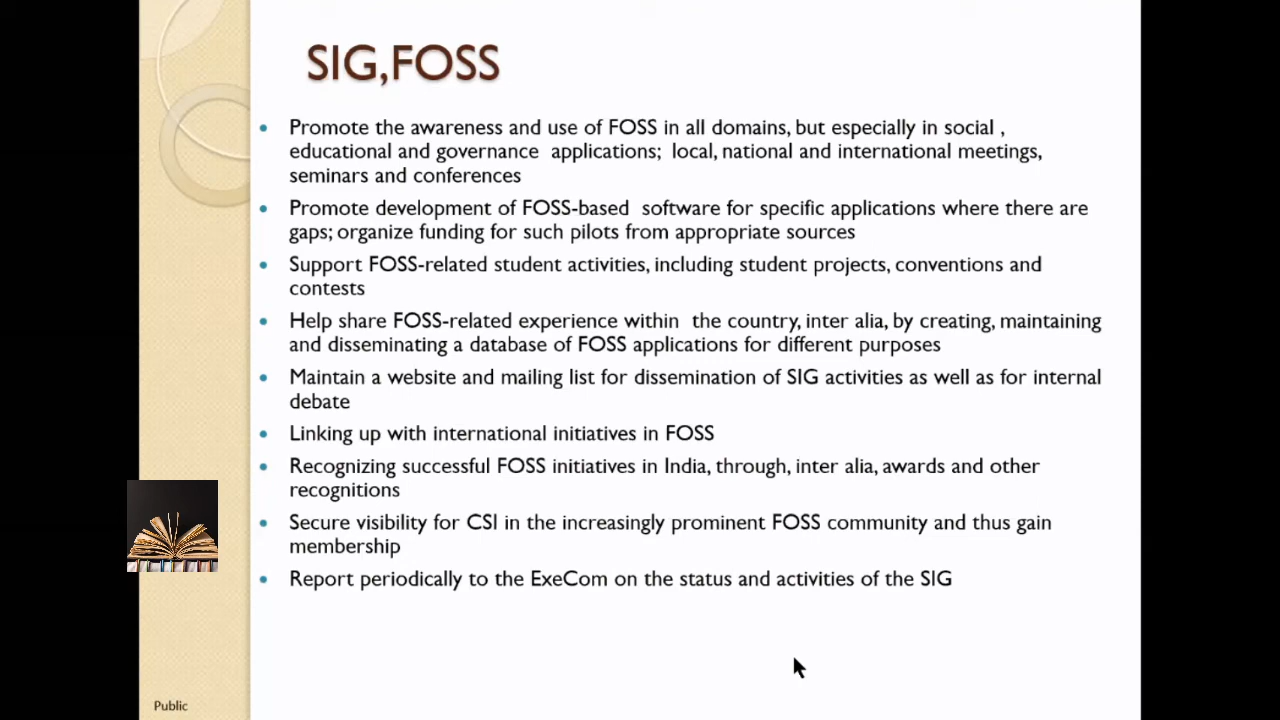 SIG,FOSS
Promote the awareness and use of FOSS in all domains, but especially in social ,
educational and governance applications; local, national and international meetings,
seminars and conferences
Promote development of FOSS-based software for specific applications where there are
gaps; organize funding for such pilots from appropriate sources
Support FOSS-related student activities, including student projects, conventions and
contests
Help share FOSS-related experience within the country, inter alia, by creating, maintaining
and disseminating a database of FOSS applications for different purposes
Maintain a website and mailing list for dissemination of SIG activities as well as for internal
debate
Linking up with international initiatives in FOSS
Recognizing successful FOSS initiatives in India, through, inter alia, awards and other
recognitions
Secure visibility for CSI in the increasingly prominent FOSS community and thus gain
membership
Report periodically to the ExeCom on the status and activities of the SIG
Public